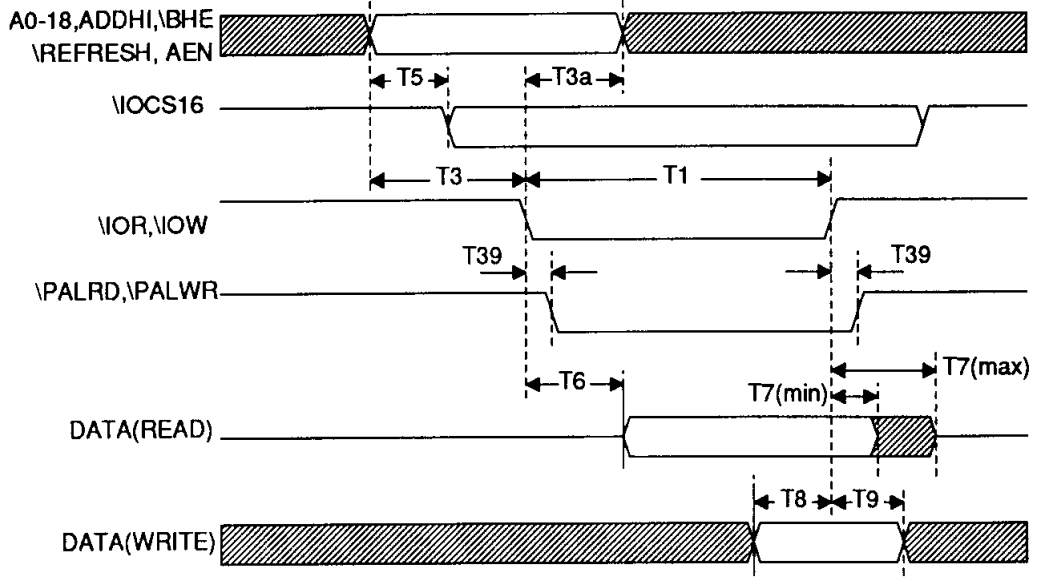 A0-18,ADDHI,\BHE
\REFRESH, AEN
T5
T3a
\IOCS16
T3
T1
\IOR,\IOW
T39
T39
\PALRD,\PALWR
T6
T7(max)
T7(min)
DATA(READ)
T8
T9
DATA(WRITE)